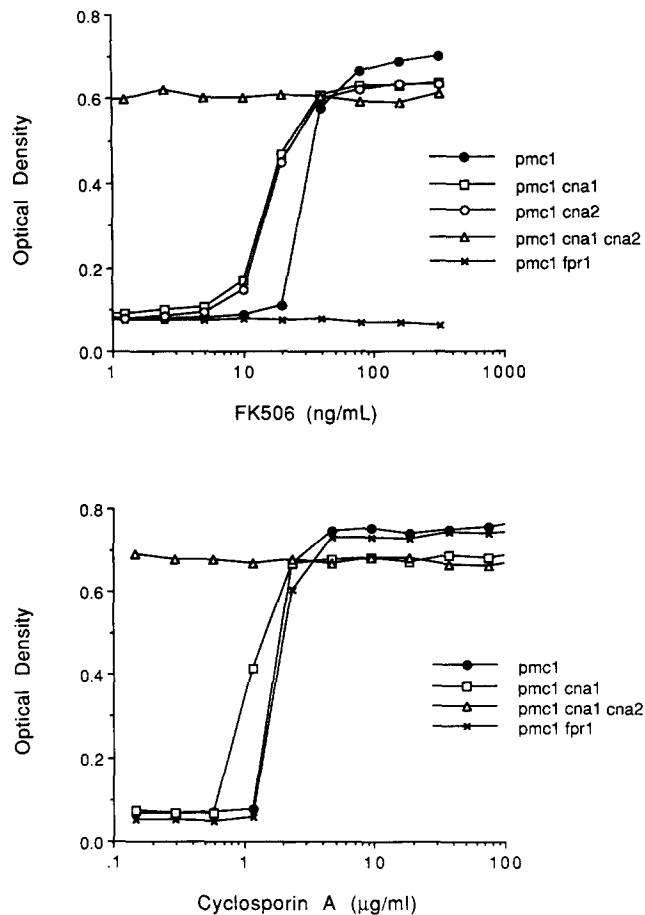 0.8
0.6
0.4
0.2
0.0
Optical Density
1
10
100
1000
FK506 (ng/mL)
pmc1
pmc1 cna1
pmc1 cna2
pmc1 cna1 cna2
pmc1 fpr1
0.8
0.6
0.4
0.2
0.0
Optical Density
.1
1
10
100
Cyclosporin A (µg/ml)
pmc1
pmc1 cna1
pmc1 cna1 cna2
pmc1 fpr1